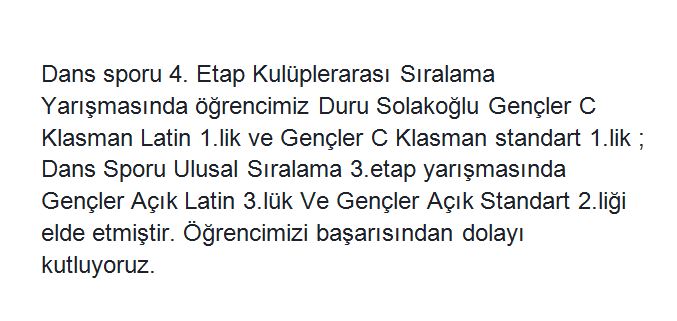 Dans sporu 4. Etap Kulüplerarası Sıralama
Yarışmasında öğrencimiz Duru Solakoğlu Gençler C
Klasman Latin 1.lik ve Gençler C Klasman standart 1.lik ;
Dans Sporu Ulusal Sıralama 3.etap yarışmasında
Gençler Açık Latin 3.lük Ve Gençler Açık Standart 2.liği
elde etmiştir. Öğrencimizi başarısından dolayı
kutluyoruz.